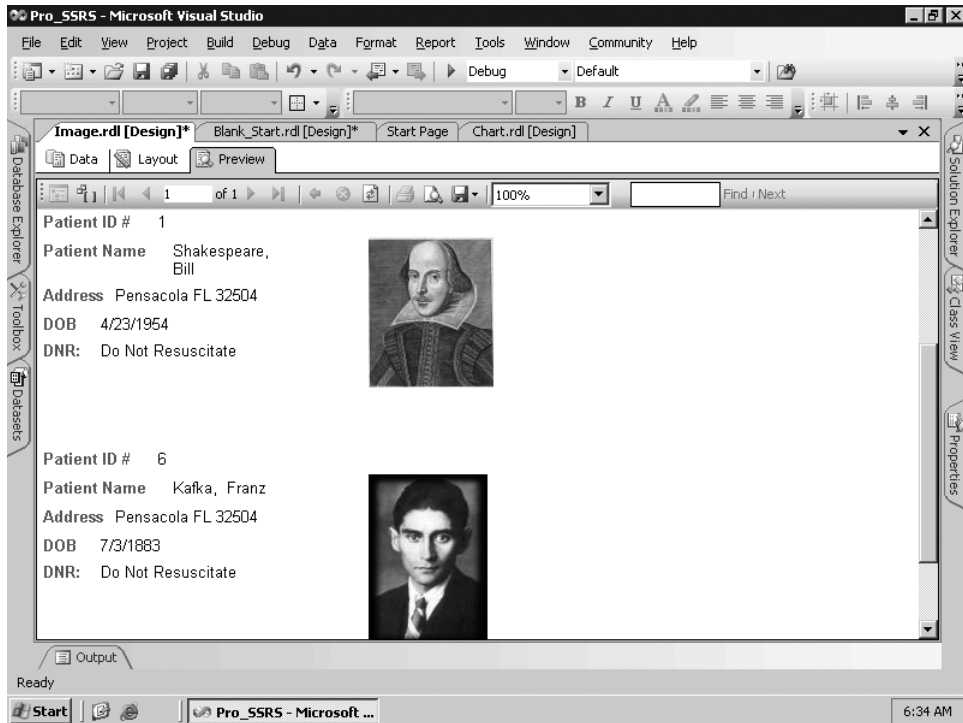 Pro_SSRS - Microsoft Visual Studio
File Edit View Project Build Debug Data Format Report Tools Window Community Help
Debug Default
B I U A
Image.rdl [Design]* Blank_Start.rdl [Design]* Start Page Chart.rdl [Design]
Data Layout Preview
1 of 1 100% Find Next
Patient ID # 1
Patient Name Shakespeare,
Bill
Address Pensacola FL 32504
DOB 4/23/1954
DNR: Do Not Resuscitate
Patient ID # 6
Patient Name Kafka, Franz
Address Pensacola FL 32504
DOB 7/3/1883
DNR: Do Not Resuscitate
Database Explorer
Toolbox
Datasets
Solution Explorer
Class View
Properties
Output
Ready
Start Pro_SSRS - Microsoft ... 6:34 AM